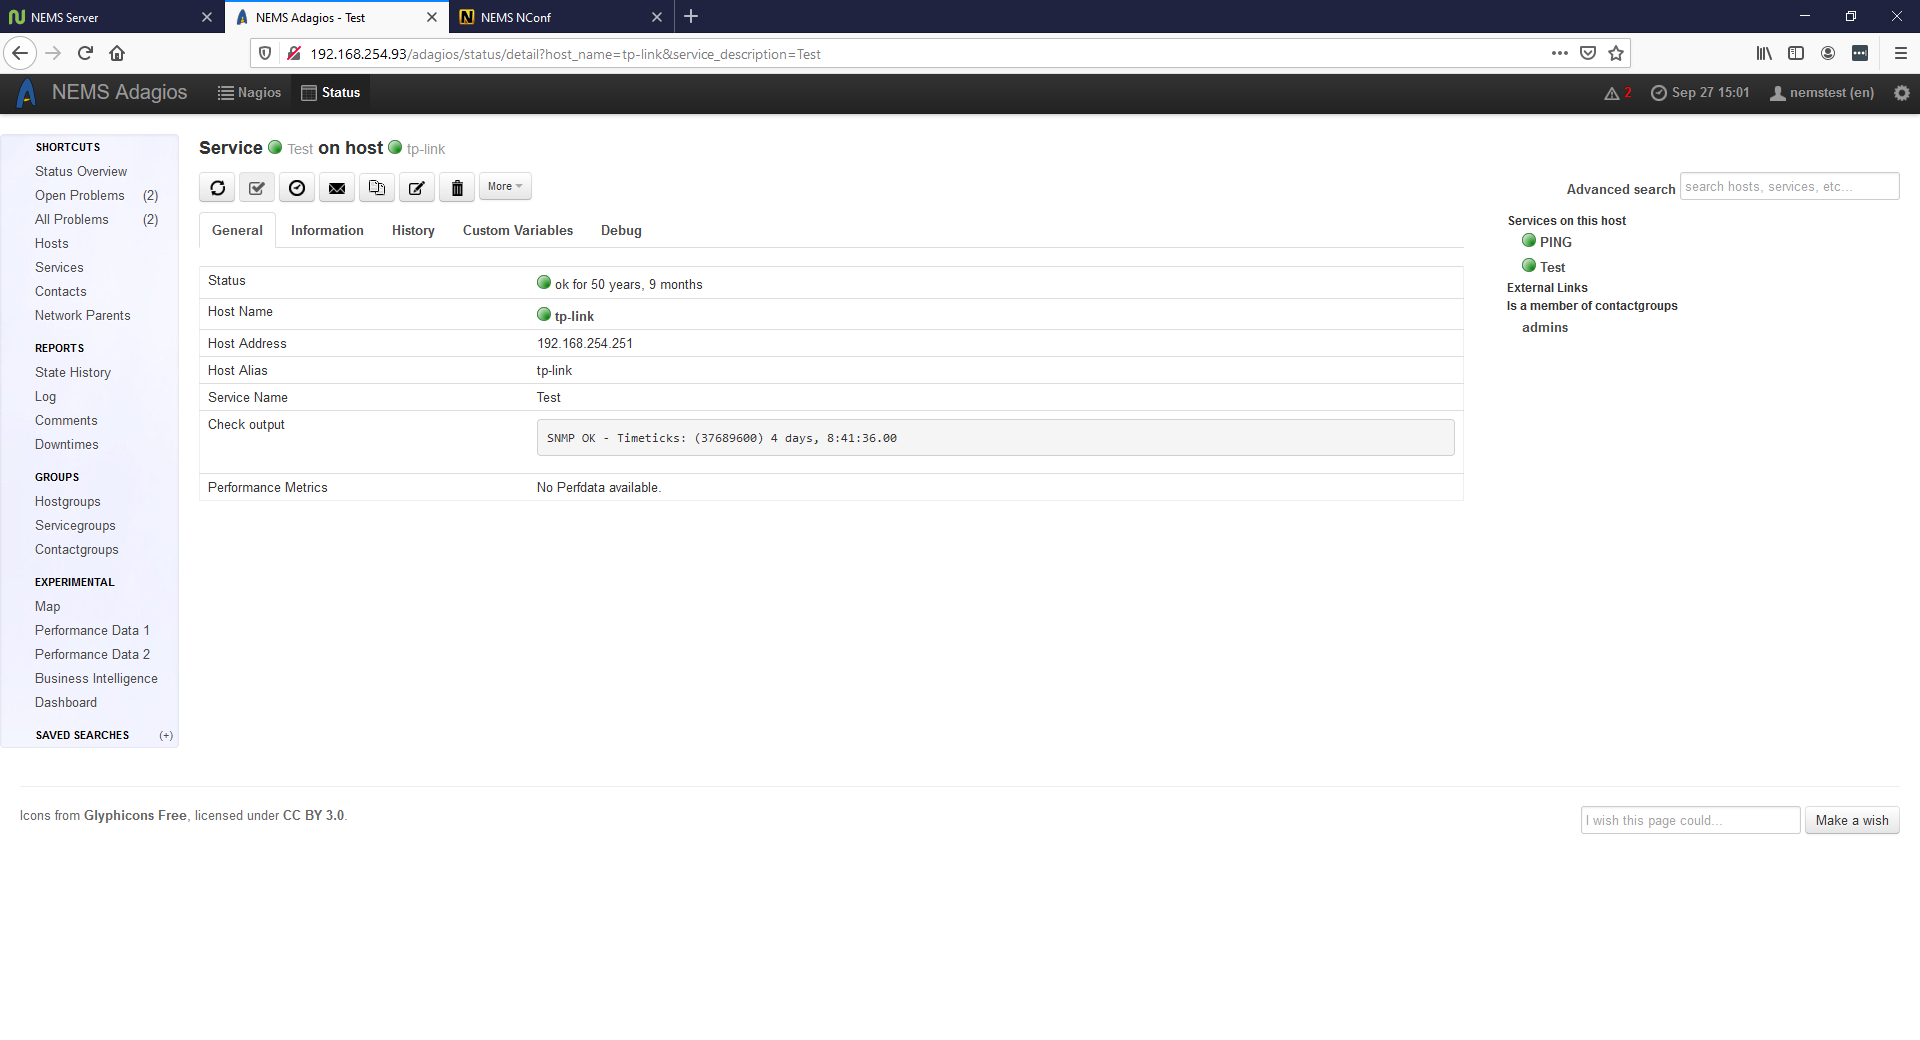 NEMS Server
NEMS Adagios - Test
NEMS NConf
192.168.254.93/adagios/status/detail?host_name=tp-link&service_description=Test
NEMS Adagios
Nagios
Status
2
Sep 27 15:01
nemstest (en)
SHORTCUTS
Status Overview
Open Problems (2)
All Problems (2)
Hosts
Services
Contacts
Network Parents
REPORTS
State History
Log
Comments
Downtimes
GROUPS
Hostgroups
Servicegroups
Contactgroups
EXPERIMENTAL
Map
Performance Data 1
Performance Data 2
Business Intelligence
Dashboard
SAVED SEARCHES (+)
Service Test on host tp-link
More
General Information History Custom Variables Debug
Status ok for 50 years, 9 months
Host Name tp-link
Host Address 192.168.254.251
Host Alias tp-link
Service Name Test
Check output SNMP OK - Timeticks: (37689600) 4 days, 8:41:36.00
Performance Metrics No Perfdata available.
Advanced search search hosts, services, etc...
Services on this host
PING
Test
External Links
Is a member of contactgroups
admins
Icons from Glyphicons Free, licensed under CC BY 3.0.
I wish this page could...
Make a wish